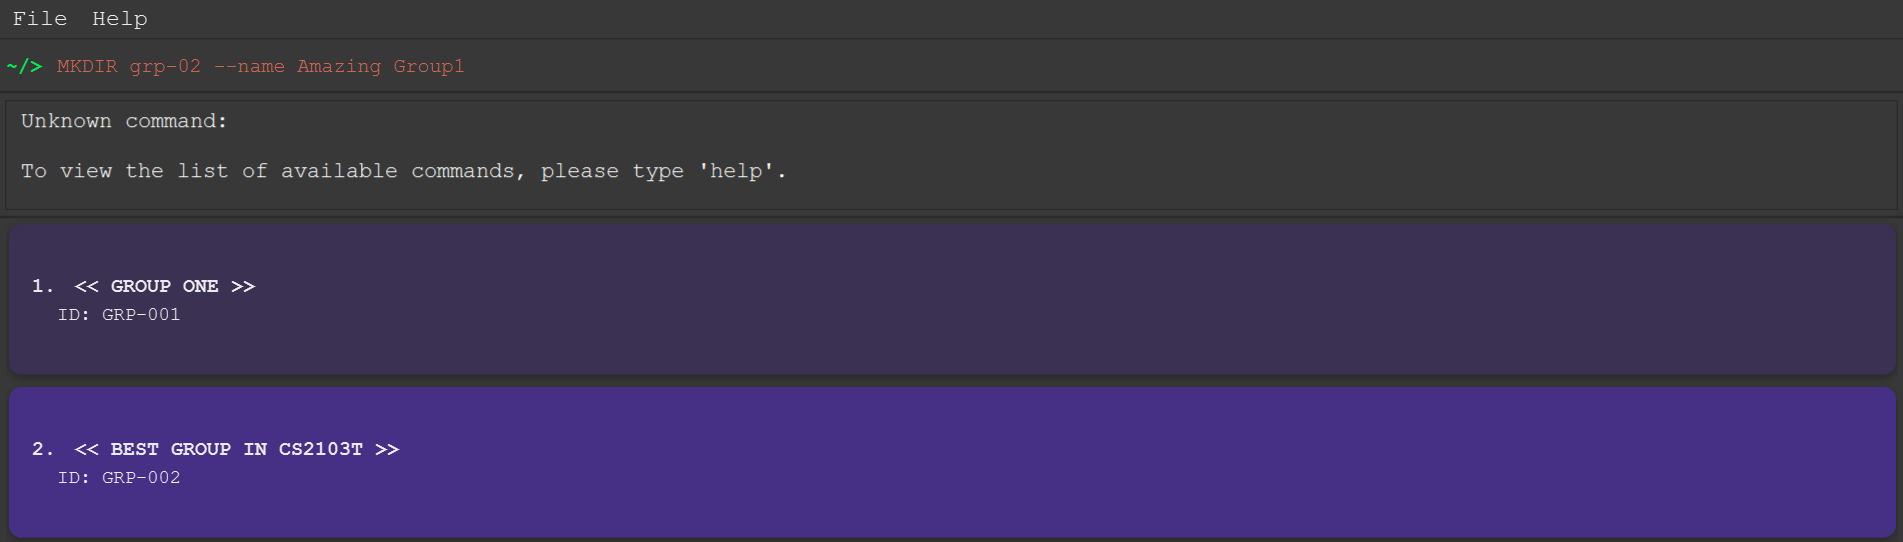 File Help
~/> MKDIR grp-02 --name Amazing Group1
Unknown command:
To view the list of available commands, please type 'help'.
1. << GROUP ONE >>
ID: GRP-001
2. << BEST GROUP IN CS2103T >>
ID: GRP-002